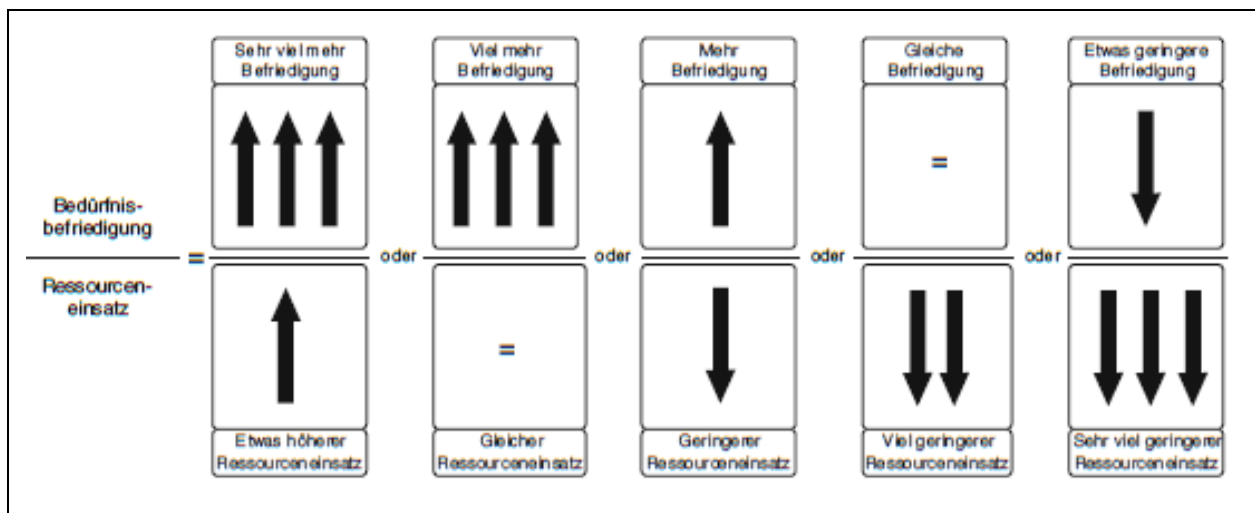 Sehr viel mehr
Befriedigung
Viel mehr
Befriedigung
Mehr
Befriedigung
Gleiche
Befriedigung
Etwas geringere
Befriedigung
=
Bedürfnis-
befriedigung
=
oder
oder
oder
oder
Ressourcen-
einsatz
=
Etwas höherer
Ressourceneinsatz
Gleicher
Ressourceneinsatz
Geringerer
Ressourceneinsatz
Viel geringerer
Ressourceneinsatz
Sehr viel geringerer
Ressourceneinsatz